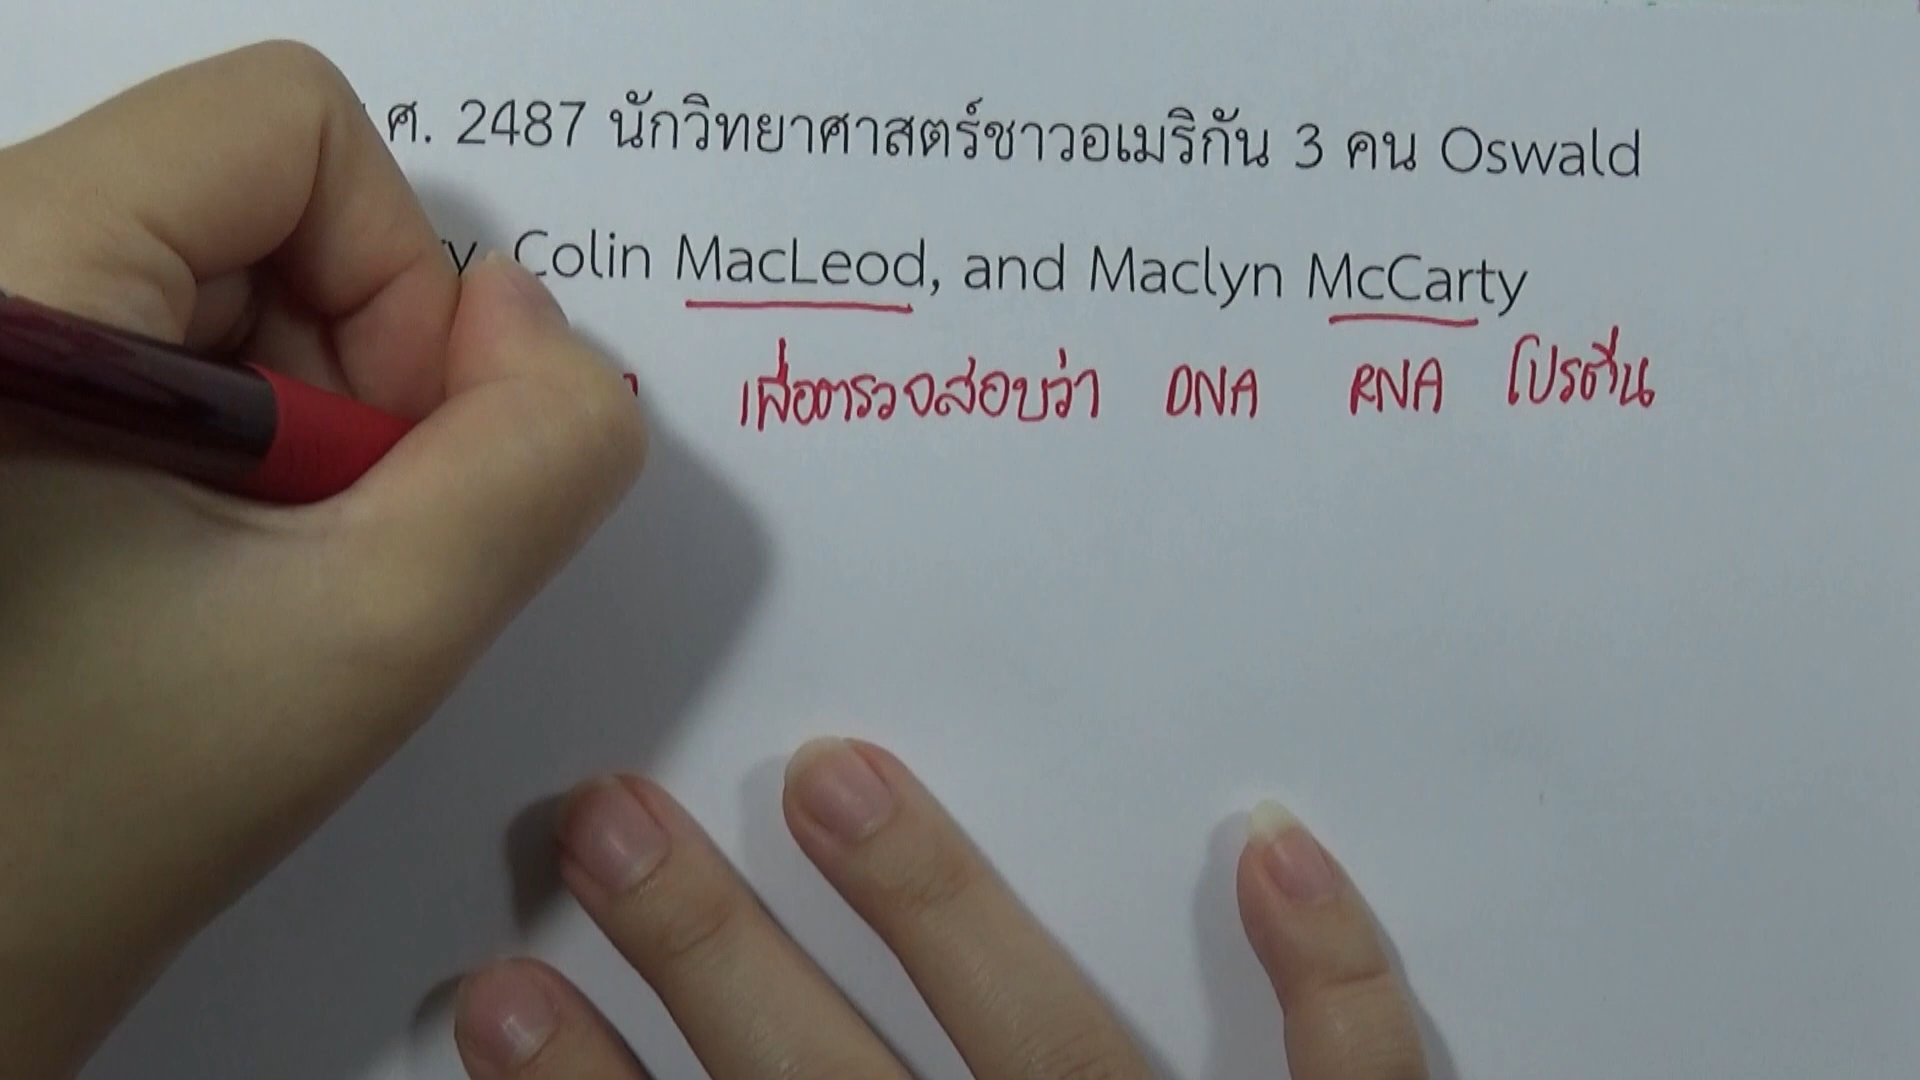 ศ. 2487 นักวิทยาศาสตร์ชาวอเมริกัน 3 คน Oswald
Colin MacLeod, and Maclyn McCarty
เพื่อตรวจสอบว่า DNA RNA โปรตีน